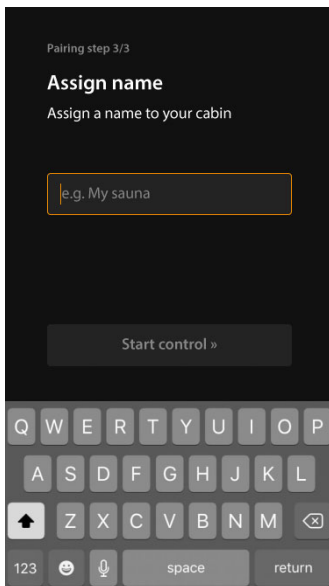 Pairing step 3/3
Assign name
Assign a name to your cabin
e.g. My sauna
Start control »
Q W E R T Y U I O P
A S D F G H J K L
Z X C V B N M
123 space return